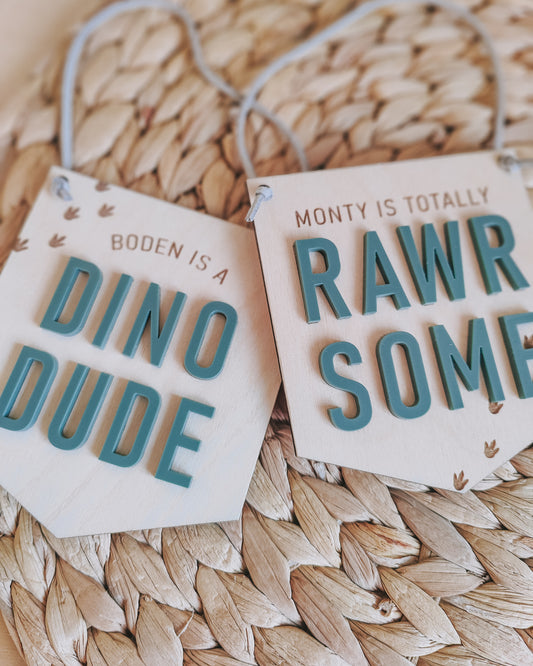 BODEN IS A
DINO
DUDE
MONTY IS TOTALLY
RAWR
SOME